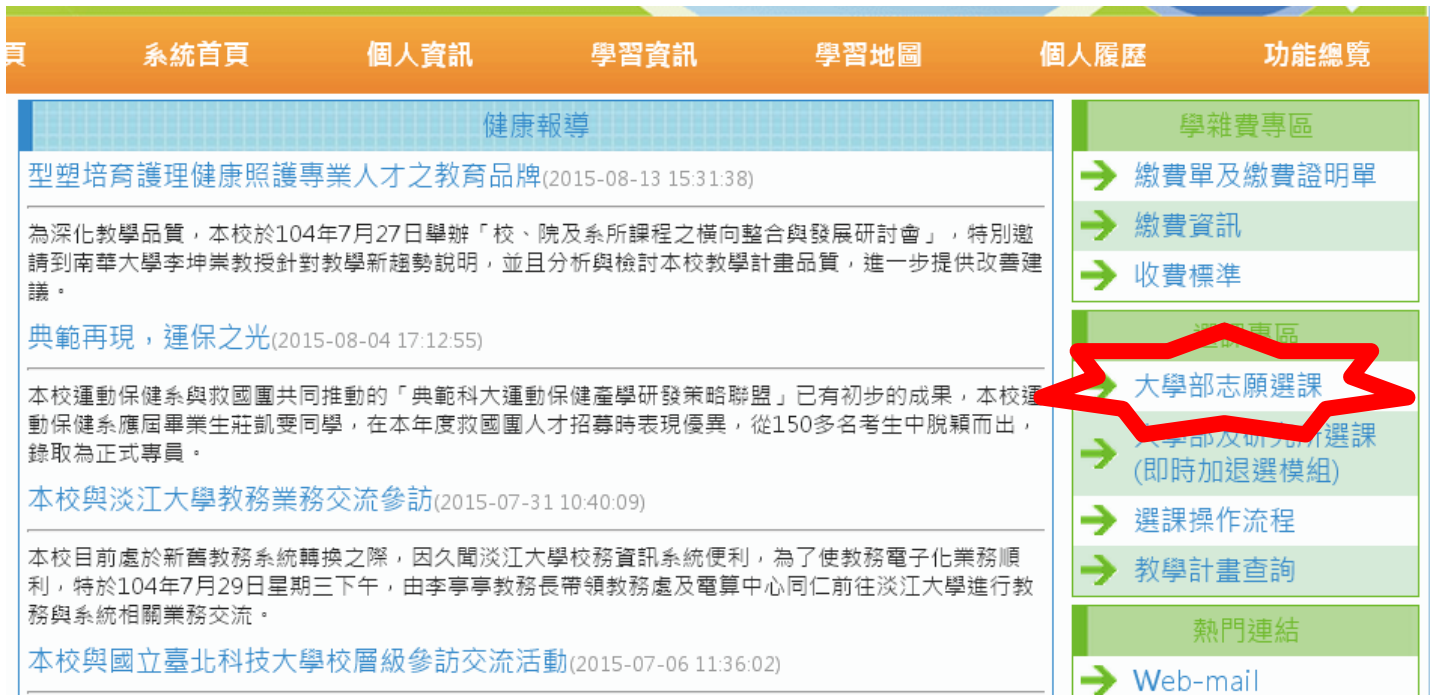 頁 系統首頁 個人資訊 學習資訊 學習地圖 個人履歷 功能總覽
健康報導
型塑培育護理健康照護專業人才之教育品牌(2015-08-13 15:31:38)
為深化教學品質，本校於104年7月27日舉辦「校、院及系所課程之橫向整合與發展研討會」，特別邀
請到南華大學李坤崇教授針對教學新趨勢說明，並且分析與檢討本校教學計畫品質，進一步提供改善建
議。
典範再現，運保之光(2015-08-04 17:12:55)
本校運動保健系與救國團共同推動的「典範科大運動保健產學研發策略聯盟」已有初步的成果，本校運
動保健系應屆畢業生莊凱雯同學，在本年度救國團人才招募時表現優異，從150多名考生中脫穎而出，
錄取為正式專員。
本校與淡江大學教務業務交流參訪(2015-07-31 10:40:09)
本校目前處於新舊教務系統轉換之際，因久聞淡江大學校務資訊系統便利，為了使教務電子化業務順
利，特於104年7月29日星期三下午，由李亭亭教務長帶領教務處及電算中心同仁前往淡江大學進行教
務與系統相關業務交流。
本校與國立臺北科技大學校層級參訪交流活動(2015-07-06 11:36:02)
學雜費專區
繳費單及繳費證明單
繳費資訊
收費標準
選課專區
大學部志願選課
大學部及研究所選課
(即時加退選模組)
選課操作流程
教學計畫查詢
熱門連結
Web-mail